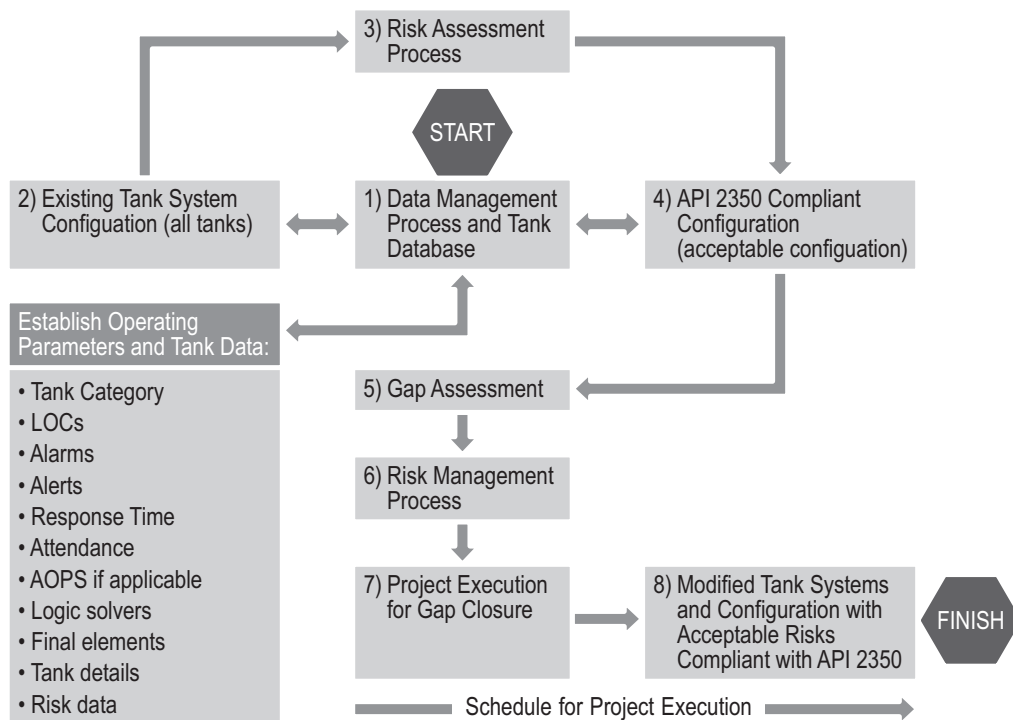 3) Risk Assessment
Process
START
2) Existing Tank System
Configuation (all tanks)
1) Data Management
Process and Tank
Database
4) API 2350 Compliant
Configuration
(acceptable configuation)
Establish Operating
Parameters and Tank Data:
• Tank Category
• LOCs
• Alarms
• Alerts
• Response Time
• Attendance
• AOPS if applicable
• Logic solvers
• Final elements
• Tank details
• Risk data
5) Gap Assessment
6) Risk Management
Process
7) Project Execution
for Gap Closure
8) Modified Tank Systems
and Configuration with
Acceptable Risks
Compliant with API 2350
FINISH
Schedule for Project Execution